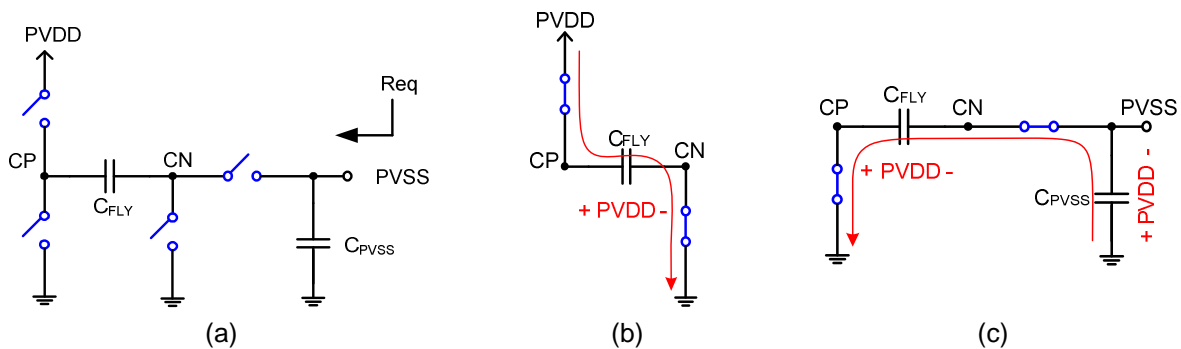 PVDD
Req
CP
CN
PVSS
CFLY
CPVSS
(a)
PVDD
CFLY
CP
CN
+ PVDD -
(b)
CFLY
CP
CN
PVSS
+ PVDD -
CPVSS
+ PVDD -
(c)